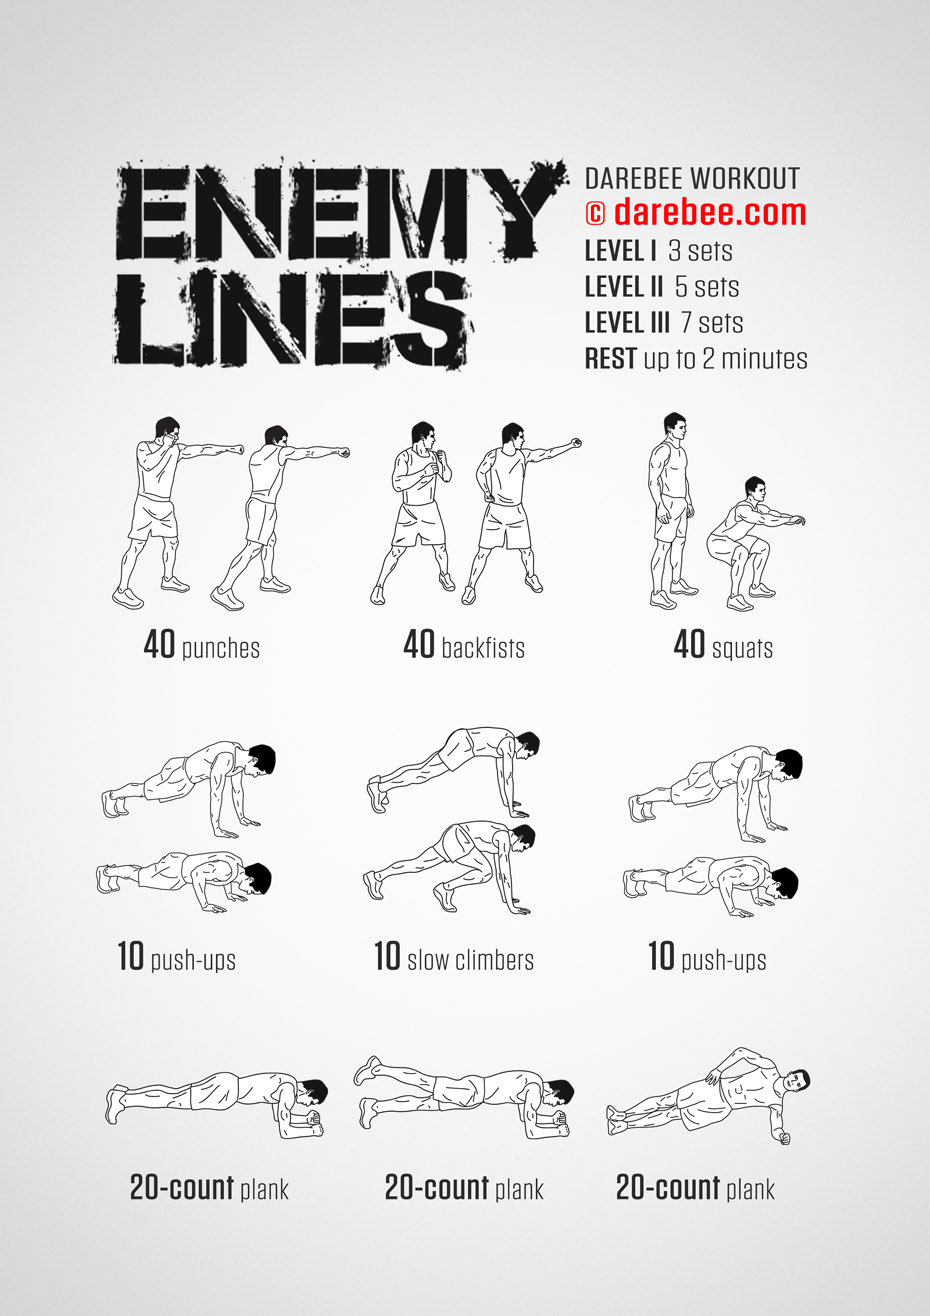 ENEMY
LINES
DAREBEE WORKOUT
© darebee.com
LEVEL I 3 sets
LEVEL II 5 sets
LEVEL III 7 sets
REST up to 2 minutes
40 punches
40 backfists
40 squats
10 push-ups
10 slow climbers
10 push-ups
20-count plank
20-count plank
20-count plank